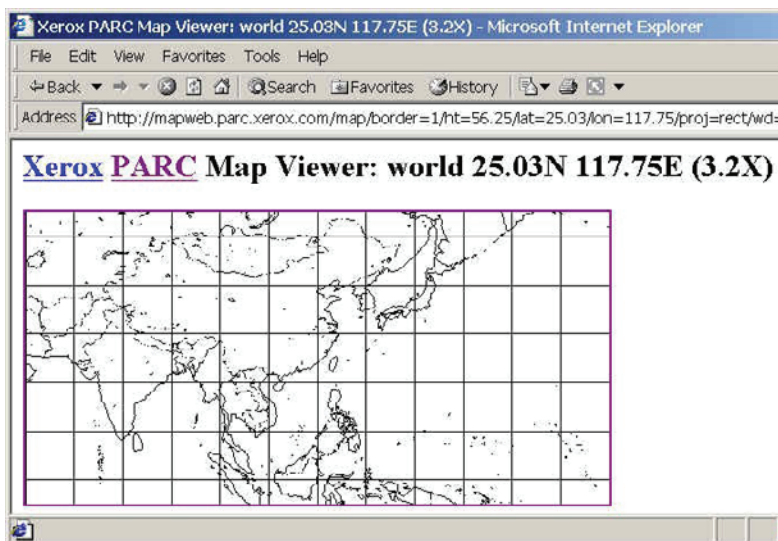 Xerox PARC Map Viewer: world 25.03N 117.75E (3.2X) - Microsoft Internet Explorer
File Edit View Favorites Tools Help
Back Search Favorites History
Address http://mapweb.parc.xerox.com/map/border=1/ht=56.25/lat=25.03/lon=117.75/proj=rect/wd=
Xerox PARC Map Viewer: world 25.03N 117.75E (3.2X)